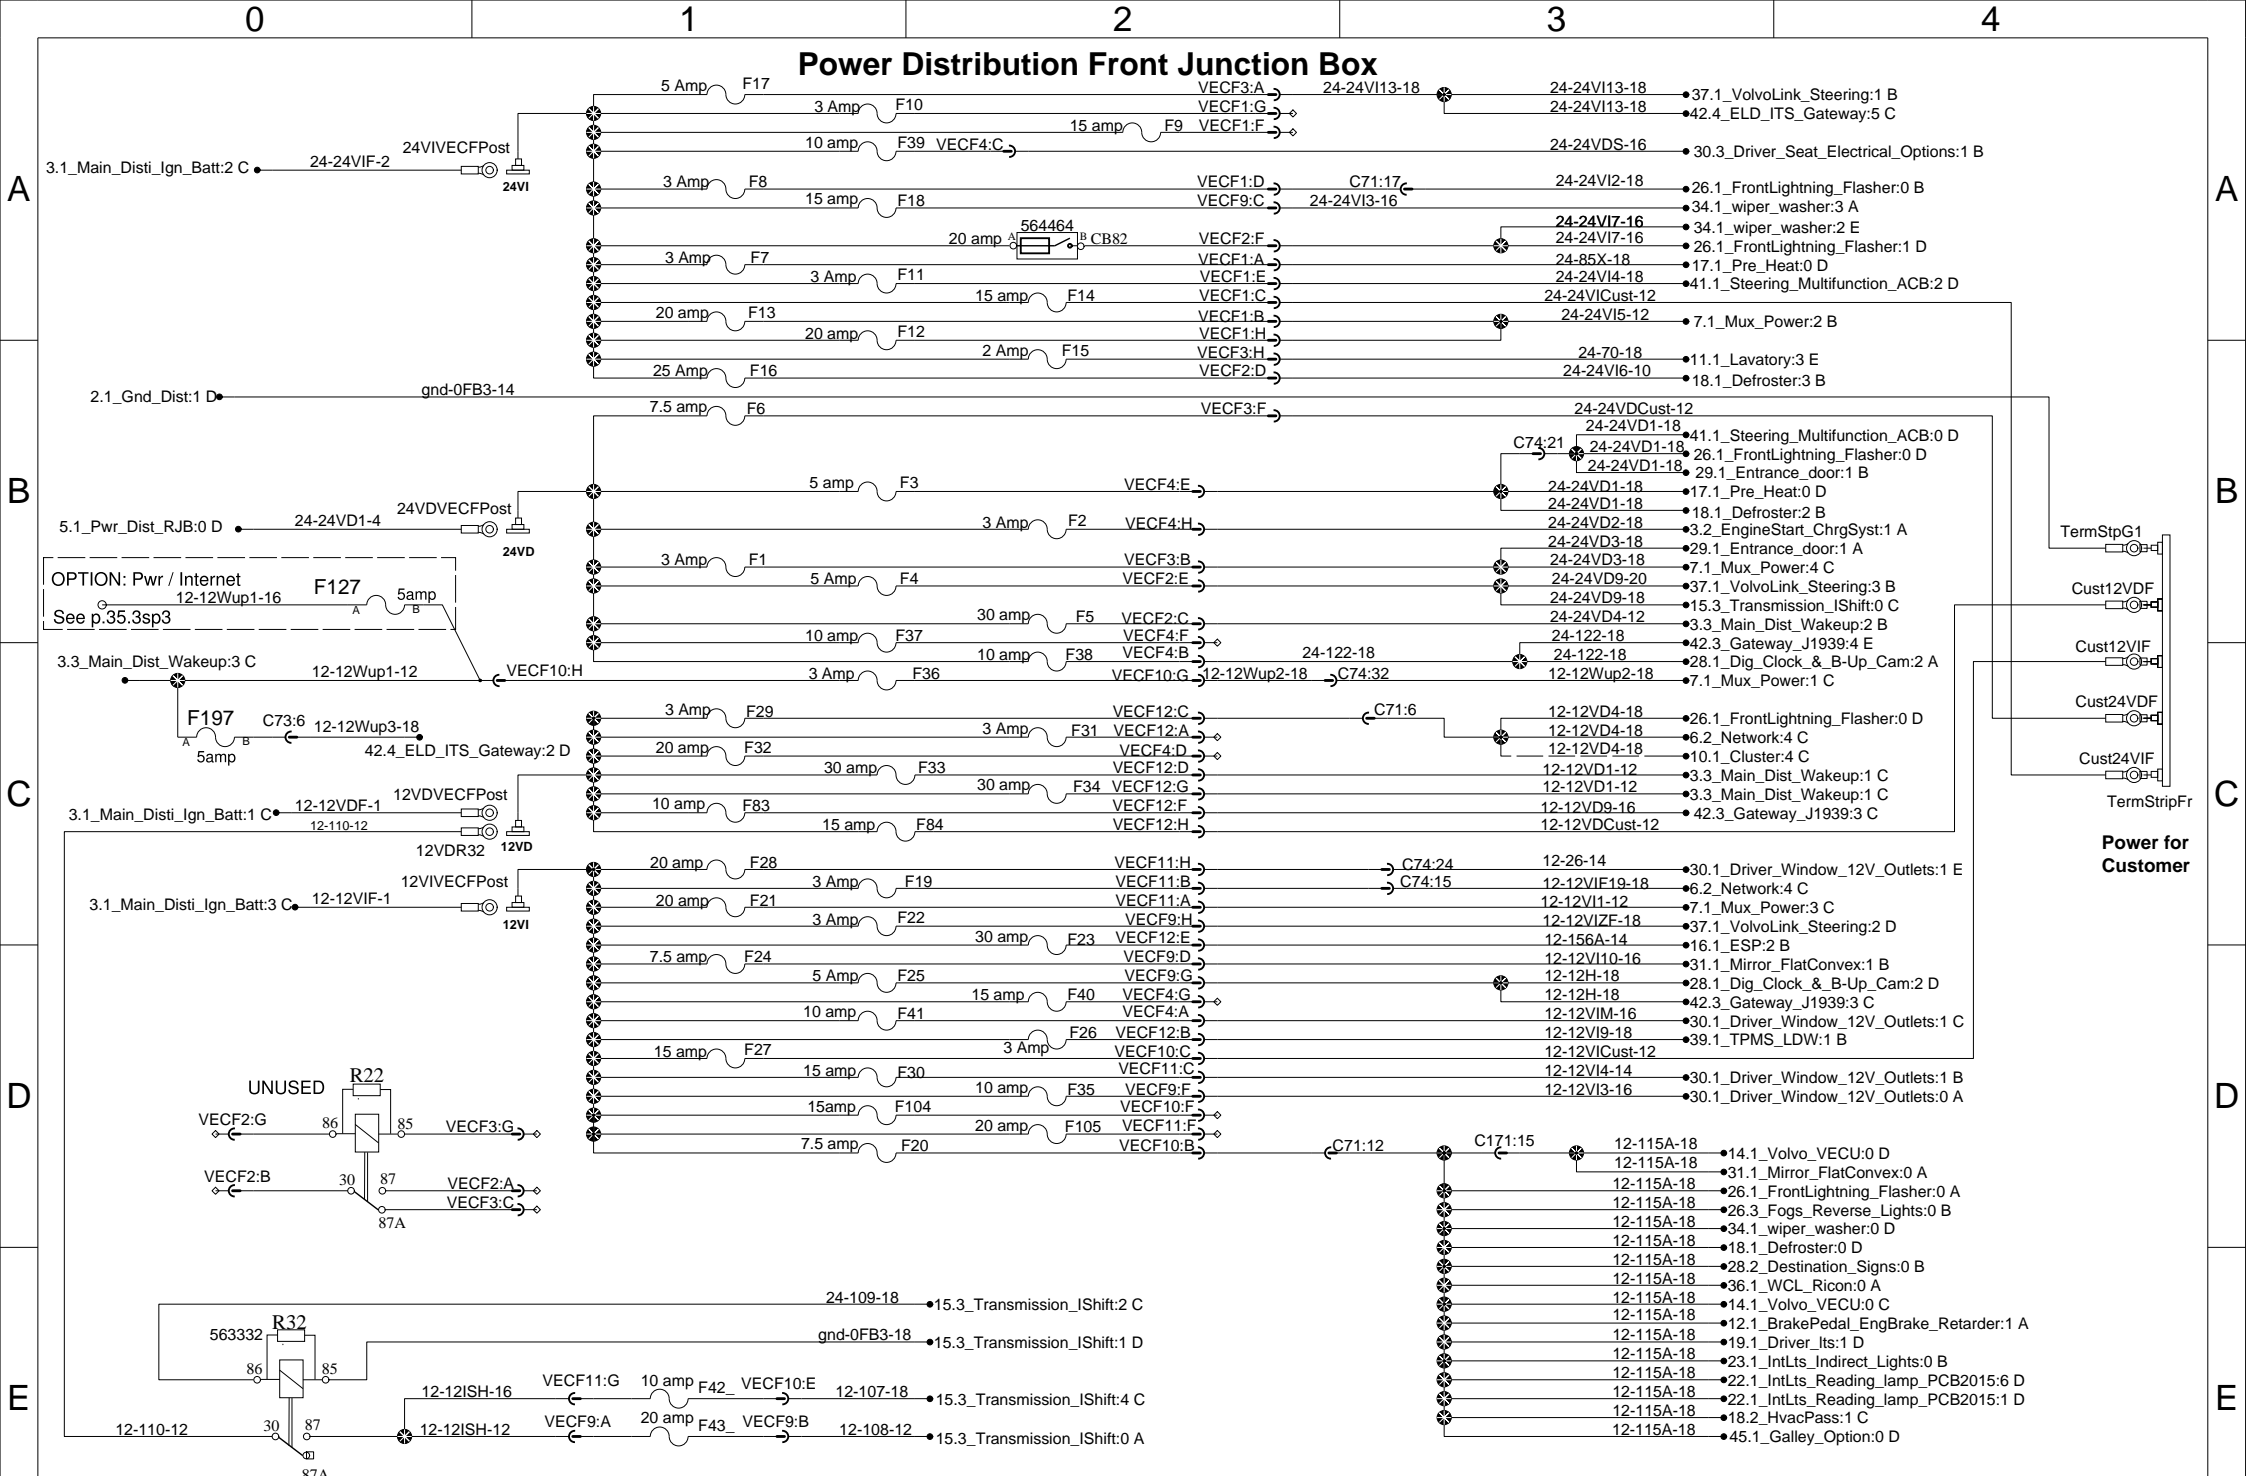 0 1 2 3 4
Power Distribution Front Junction Box
5 Amp F17 VECF3:A 24-24VI13-18 24-24VI13-18 37.1_VolvoLink_Steering:1 B
3 Amp F10 VECF1:G 24-24VI13-18 42.4_ELD_ITS_Gateway:5 C
15 amp F9 VECF1:F
24VIVECFPost 10 amp F39 VECF4:C 24-24VDS-16 30.3_Driver_Seat_Electrical_Options:1 B
3.1_Main_Disti_Ign_Batt:2 C 24-24VIF-2
24VI
A A
3 Amp F8 VECF1:D C71:17 24-24VI2-18 26.1_FrontLightning_Flasher:0 B
15 amp F18 VECF9:C 24-24VI3-16 34.1_wiper_washer:3 A
564464 24-24VI7-16 34.1_wiper_washer:2 E
20 amp A B CB82 VECF2:F 24-24VI7-16 26.1_FrontLightning_Flasher:1 D
3 Amp F7 VECF1:A 24-85X-18 17.1_Pre_Heat:0 D
3 Amp F11 VECF1:E 24-24VI4-18 41.1_Steering_Multifunction_ACB:2 D
15 amp F14 VECF1:C 24-24VICust-12
20 amp F13 VECF1:B 24-24VI5-12 7.1_Mux_Power:2 B
20 amp F12 VECF1:H
2 Amp F15 VECF3:H 24-70-18 11.1_Lavatory:3 E
25 Amp F16 VECF2:D 24-24VI6-10 18.1_Defroster:3 B
2.1_Gnd_Dist:1 D gnd-0FB3-14
7.5 amp F6 VECF3:F 24-24VDCust-12
24-24VD1-18 41.1_Steering_Multifunction_ACB:0 D
C74:21 24-24VD1-18 26.1_FrontLightning_Flasher:0 D
24-24VD1-18 29.1_Entrance_door:1 B
B B
5 amp F3 VECF4:E 24-24VD1-18 17.1_Pre_Heat:0 D
24VDVECFPost 24-24VD1-18 18.1_Defroster:2 B
5.1_Pwr_Dist_RJB:0 D 24-24VD1-4 3 Amp F2 VECF4:H 24-24VD2-18 3.2_EngineStart_ChrgSyst:1 A
24VD 24-24VD3-18 29.1_Entrance_door:1 A
TermStpG1
3 Amp F1 VECF3:B 24-24VD3-18 7.1_Mux_Power:4 C
OPTION: Pwr / Internet
5 Amp F4 VECF2:E 24-24VD9-20 37.1_VolvoLink_Steering:3 B
12-12Wup1-16 F127 5amp A B
Cust12VDF
24-24VD9-18 15.3_Transmission_IShift:0 C
See p.35.3sp3
30 amp F5 VECF2:C 24-24VD4-12 3.3_Main_Dist_Wakeup:2 B
10 amp F37 VECF4:F 24-122-18 42.3_Gateway_J1939:4 E
Cust12VIF
10 amp F38 VECF4:B 24-122-18 24-122-18 28.1_Dig_Clock_&_B-Up_Cam:2 A
3.3_Main_Dist_Wakeup:3 C 12-12Wup1-12 VECF10:H 3 Amp F36 VECF10:G 12-12Wup2-18 C74:32 12-12Wup2-18 7.1_Mux_Power:1 C
Cust24VDF
F197 A B 5amp C73:6 12-12Wup3-18
42.4_ELD_ITS_Gateway:2 D
3 Amp F29 VECF12:C C71:6 12-12VD4-18 26.1_FrontLightning_Flasher:0 D
3 Amp F31 VECF12:A 12-12VD4-18 6.2_Network:4 C
20 amp F32 VECF4:D 12-12VD4-18 10.1_Cluster:4 C
Cust24VIF
30 amp F33 VECF12:D 12-12VD1-12 3.3_Main_Dist_Wakeup:1 C
C C
12VDVECFPost 30 amp F34 VECF12:G 12-12VD1-12 3.3_Main_Dist_Wakeup:1 C
TermStripFr
3.1_Main_Disti_Ign_Batt:1 C 12-12VDF-1 10 amp F83 VECF12:F 12-12VD9-16 42.3_Gateway_J1939:3 C
12-110-12 15 amp F84 VECF12:H 12-12VDCust-12
12VDR32 12VD
Power for
Customer
20 amp F28 VECF11:H C74:24 12-26-14 30.1_Driver_Window_12V_Outlets:1 E
12VIVECFPost 3 Amp F19 VECF11:B C74:15 12-12VIF19-18 6.2_Network:4 C
3.1_Main_Disti_Ign_Batt:3 C 12-12VIF-1 20 amp F21 VECF11:A 12-12VI1-12 7.1_Mux_Power:3 C
12VI 3 Amp F22 VECF9:H 12-12VIZF-18 37.1_VolvoLink_Steering:2 D
30 amp F23 VECF12:E 12-156A-14 16.1_ESP:2 B
7.5 amp F24 VECF9:D 12-12VI10-16 31.1_Mirror_FlatConvex:1 B
5 Amp F25 VECF9:G 12-12H-18 28.1_Dig_Clock_&_B-Up_Cam:2 D
15 amp F40 VECF4:G 12-12H-18 42.3_Gateway_J1939:3 C
10 amp F41 VECF4:A 12-12VIM-16 30.1_Driver_Window_12V_Outlets:1 C
3 Amp F26 VECF12:B 12-12VI9-18 39.1_TPMS_LDW:1 B
15 amp F27 VECF10:C 12-12VICust-12
15 amp F30 VECF11:C 12-12VI4-14 30.1_Driver_Window_12V_Outlets:1 B
D D
10 amp F35 VECF9:F 12-12VI3-16 30.1_Driver_Window_12V_Outlets:0 A
UNUSED R22
15amp F104 VECF10:F
VECF2:G 86 85 VECF3:G 20 amp F105 VECF11:F
7.5 amp F20 VECF10:B C71:12 C171:15 12-115A-18 14.1_Volvo_VECU:0 D
12-115A-18 31.1_Mirror_FlatConvex:0 A
VECF2:B 30 87 VECF2:A 12-115A-18 26.1_FrontLightning_Flasher:0 A
VECF3:C 12-115A-18 26.3_Fogs_Reverse_Lights:0 B
87A
12-115A-18 34.1_wiper_washer:0 D
12-115A-18 18.1_Defroster:0 D
12-115A-18 28.2_Destination_Signs:0 B
12-115A-18 36.1_WCL_Ricon:0 A
24-109-18 15.3_Transmission_IShift:2 C 12-115A-18 14.1_Volvo_VECU:0 C
R32 12-115A-18 12.1_BrakePedal_EngBrake_Retarder:1 A
563332 gnd-0FB3-18 15.3_Transmission_IShift:1 D 12-115A-18 19.1_Driver_lts:1 D
12-115A-18 23.1_IntLts_Indirect_Lights:0 B
86 85 12-115A-18 22.1_IntLts_Reading_lamp_PCB2015:6 D
E E
12-12ISH-16 VECF11:G 10 amp F42_ VECF10:E 12-107-18 15.3_Transmission_IShift:4 C 12-115A-18 22.1_IntLts_Reading_lamp_PCB2015:1 D
12-115A-18 18.2_HvacPass:1 C
12-110-12 30 87 12-12ISH-12 VECF9:A 20 amp F43_ VECF9:B 12-108-12 15.3_Transmission_IShift:0 A 12-115A-18 45.1_Galley_Option:0 D
87A